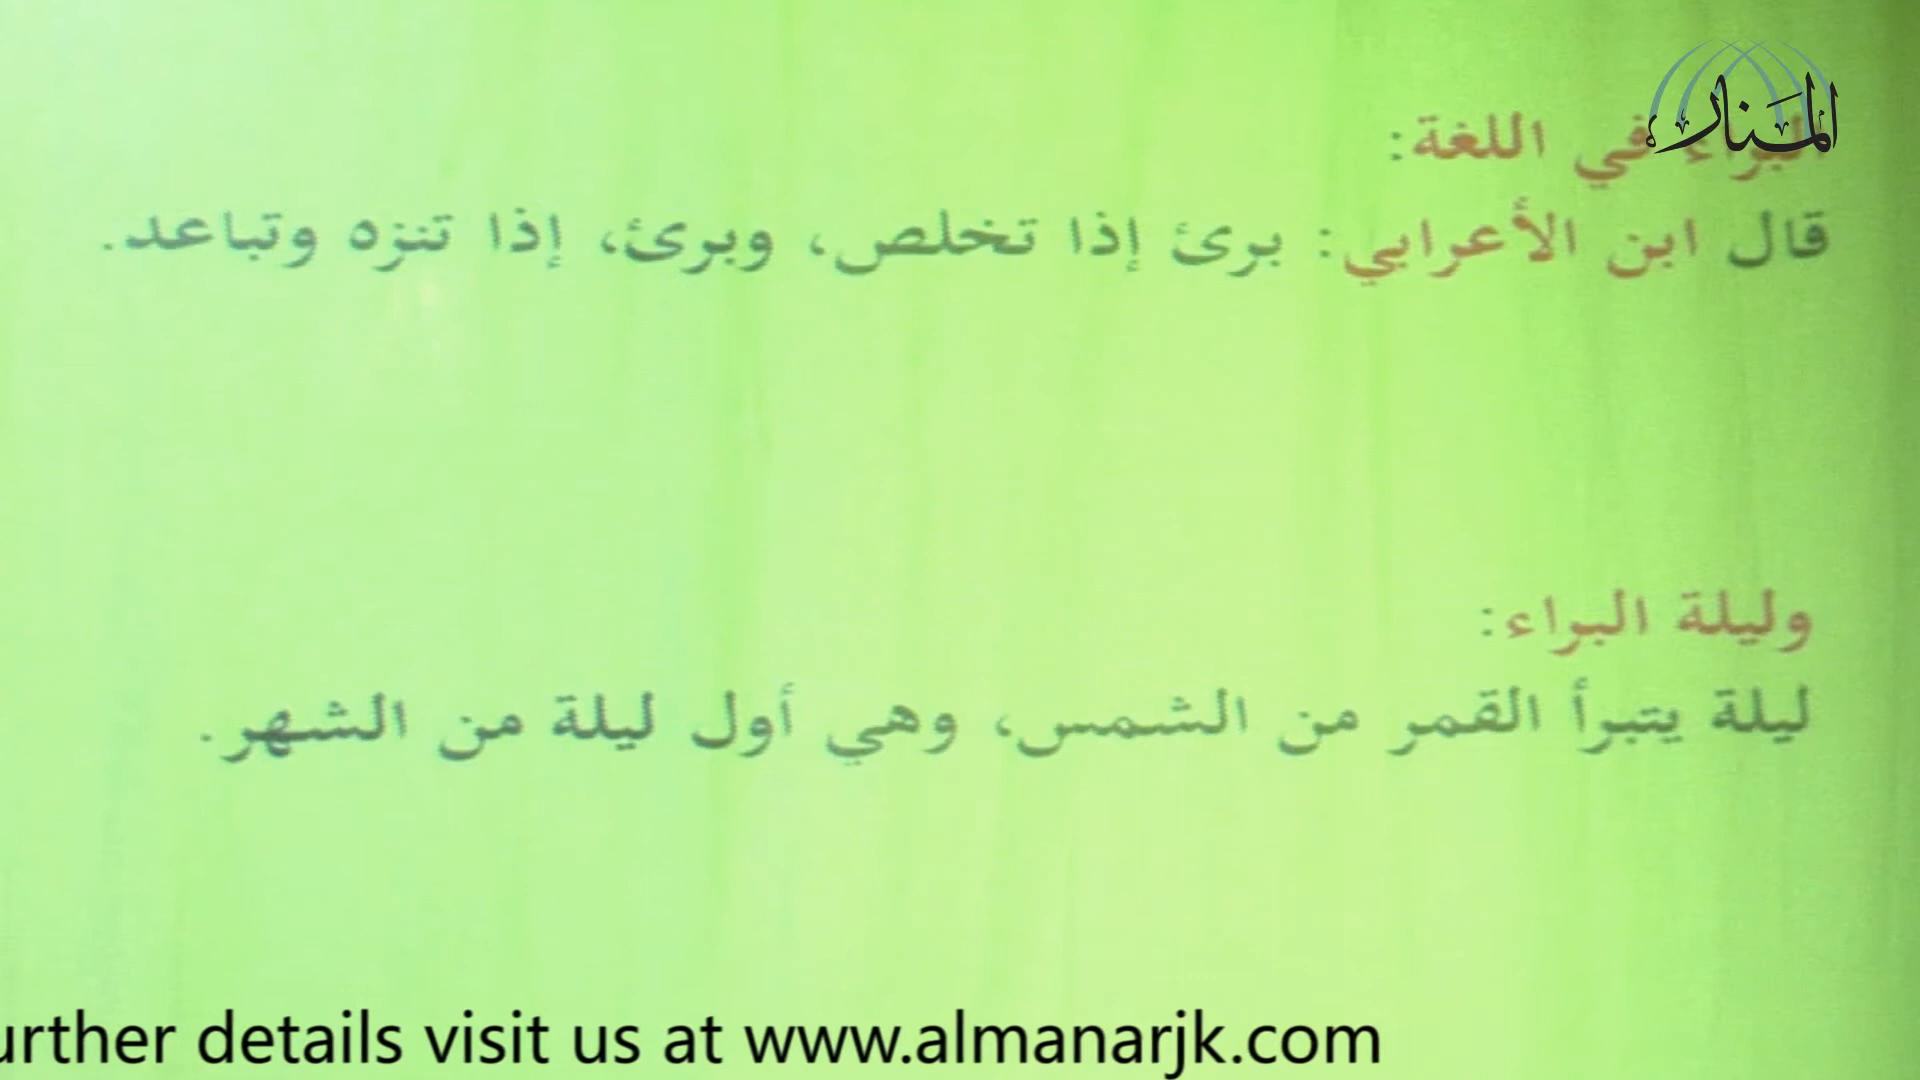 المنار
البراء في اللغة:
قال ابن الأعرابي: برئ إذا تخلص، وبرئ، إذا تنزه وتباعد.
وليلة البراء:
ليلة يتبرأ القمر من الشمس، وهي أول ليلة من الشهر.
urther details visit us at www.almanarjk.com